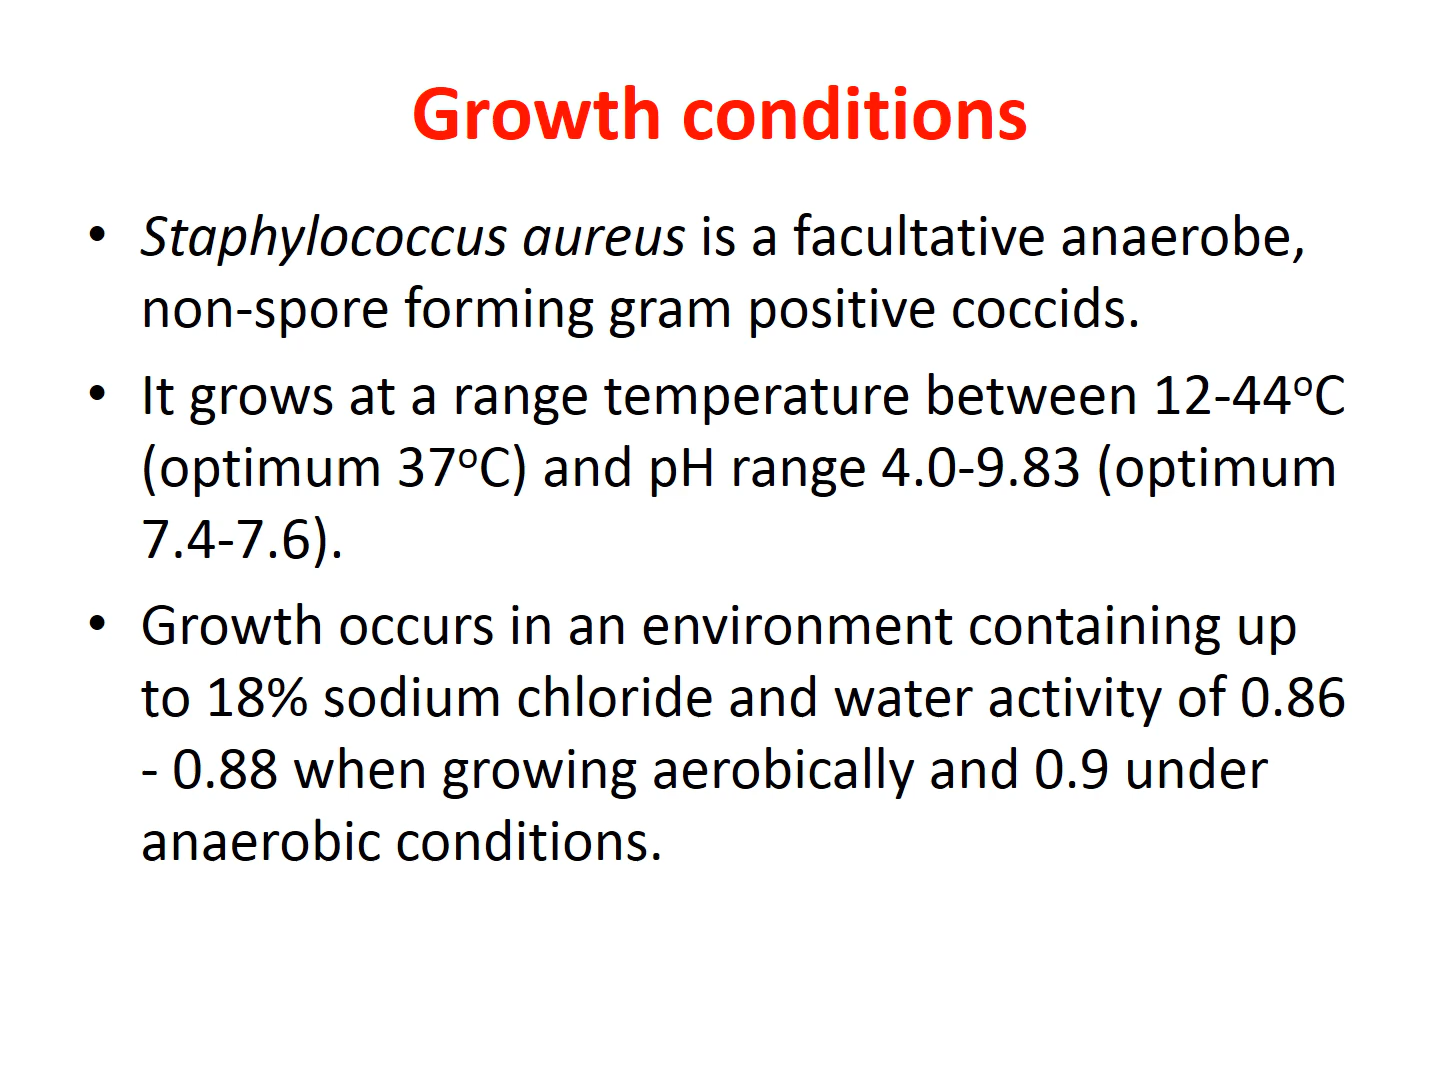 Growth conditions
• Staphylococcus aureus is a facultative anaerobe,
non-spore forming gram positive coccids.
• It grows at a range temperature between 12-44ºC
(optimum 37ºC) and pH range 4.0-9.83 (optimum
7.4-7.6).
• Growth occurs in an environment containing up
to 18% sodium chloride and water activity of 0.86
- 0.88 when growing aerobically and 0.9 under
anaerobic conditions.